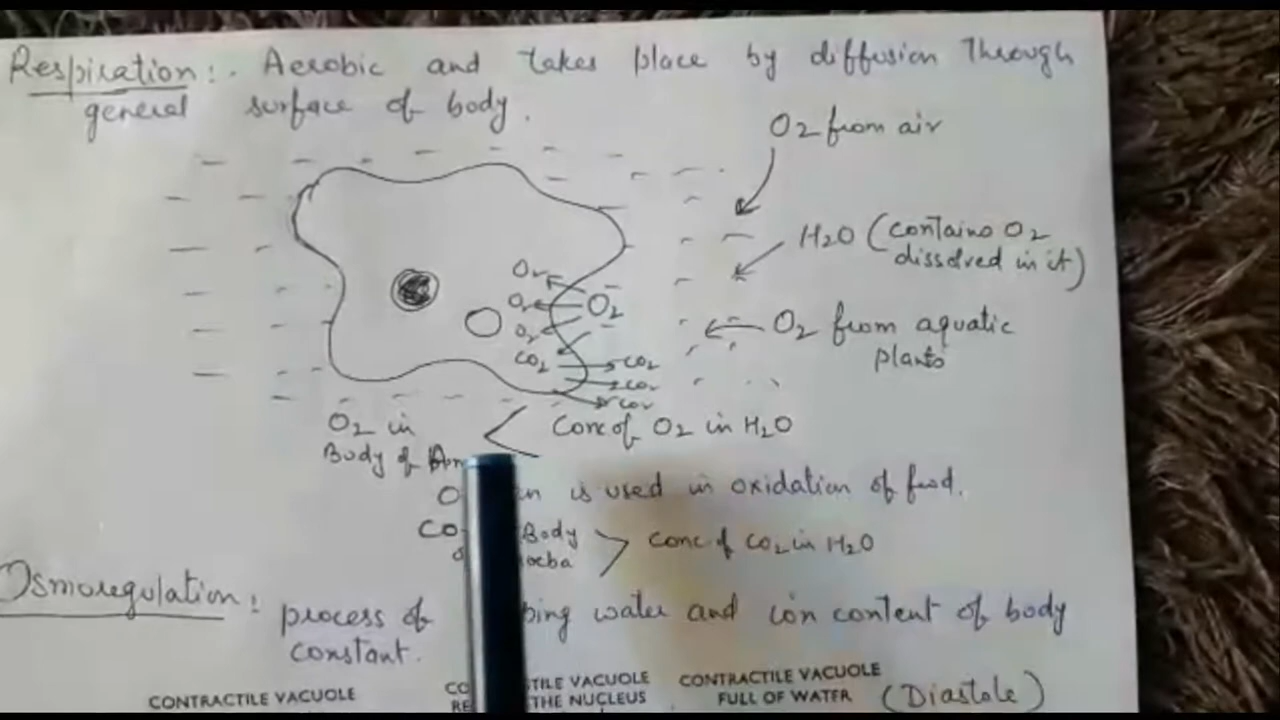 Respiration:- Aerobic and takes place by diffusion through
general surface of body.
O2 from air
H2O (contains O2
dissolved in it)
O2
O2
O2
O2
O2 from aquatic
plants
CO2
CO2
CO2
CO2
O2 in < Conc of O2 in H2O
Body of
is used in oxidation of food.
Body > conc of CO2 in H2O
Osmoregulation: process of water and ion content of body
constant.
CONTRACTILE VACUOLE
VACUOLE
THE NUCLEUS
CONTRACTILE VACUOLE
FULL OF WATER (Diastole)